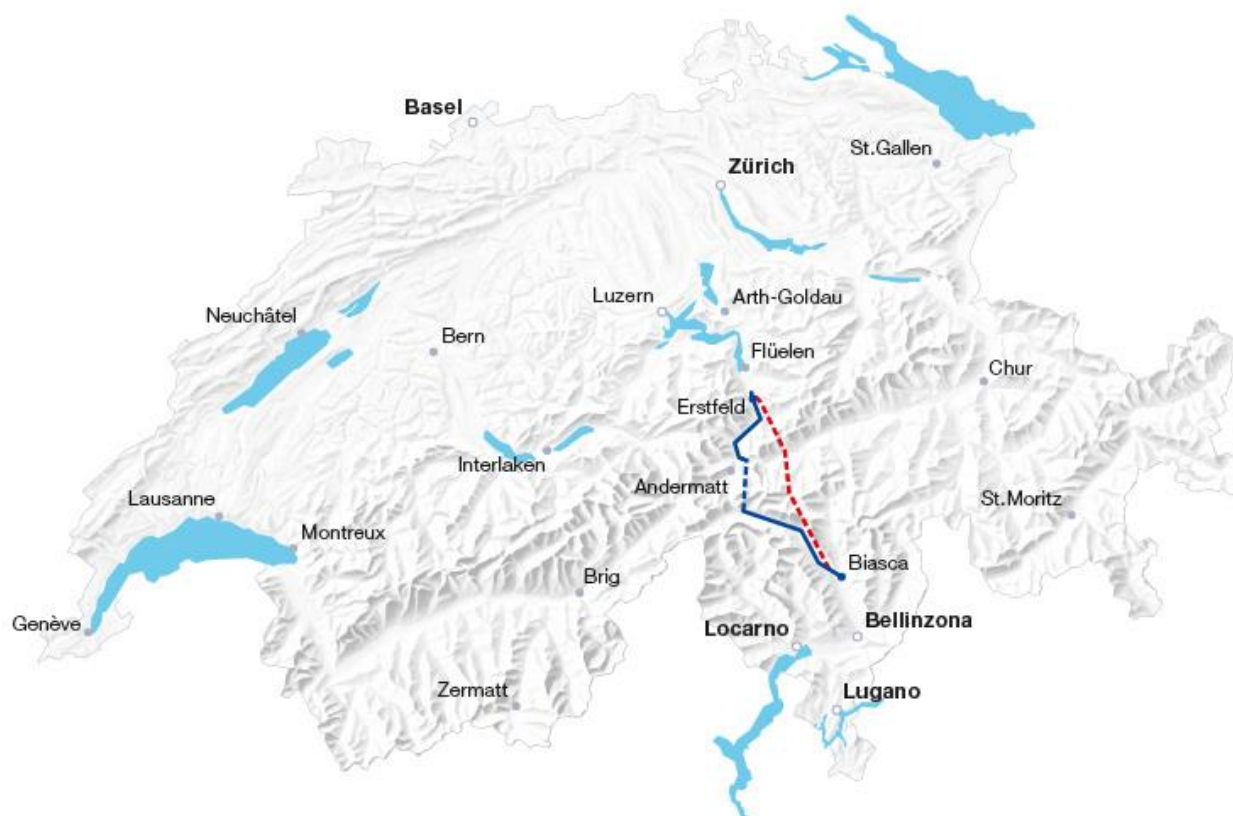 Basel
St.Gallen
Zürich
Luzern
Arth-Goldau
Neuchâtel
Bern
Flüelen
Chur
Erstfeld
Interlaken
Andermatt
Lausanne
St.Moritz
Montreux
Biasca
Brig
Genève
Locarno
Bellinzona
Zermatt
Lugano